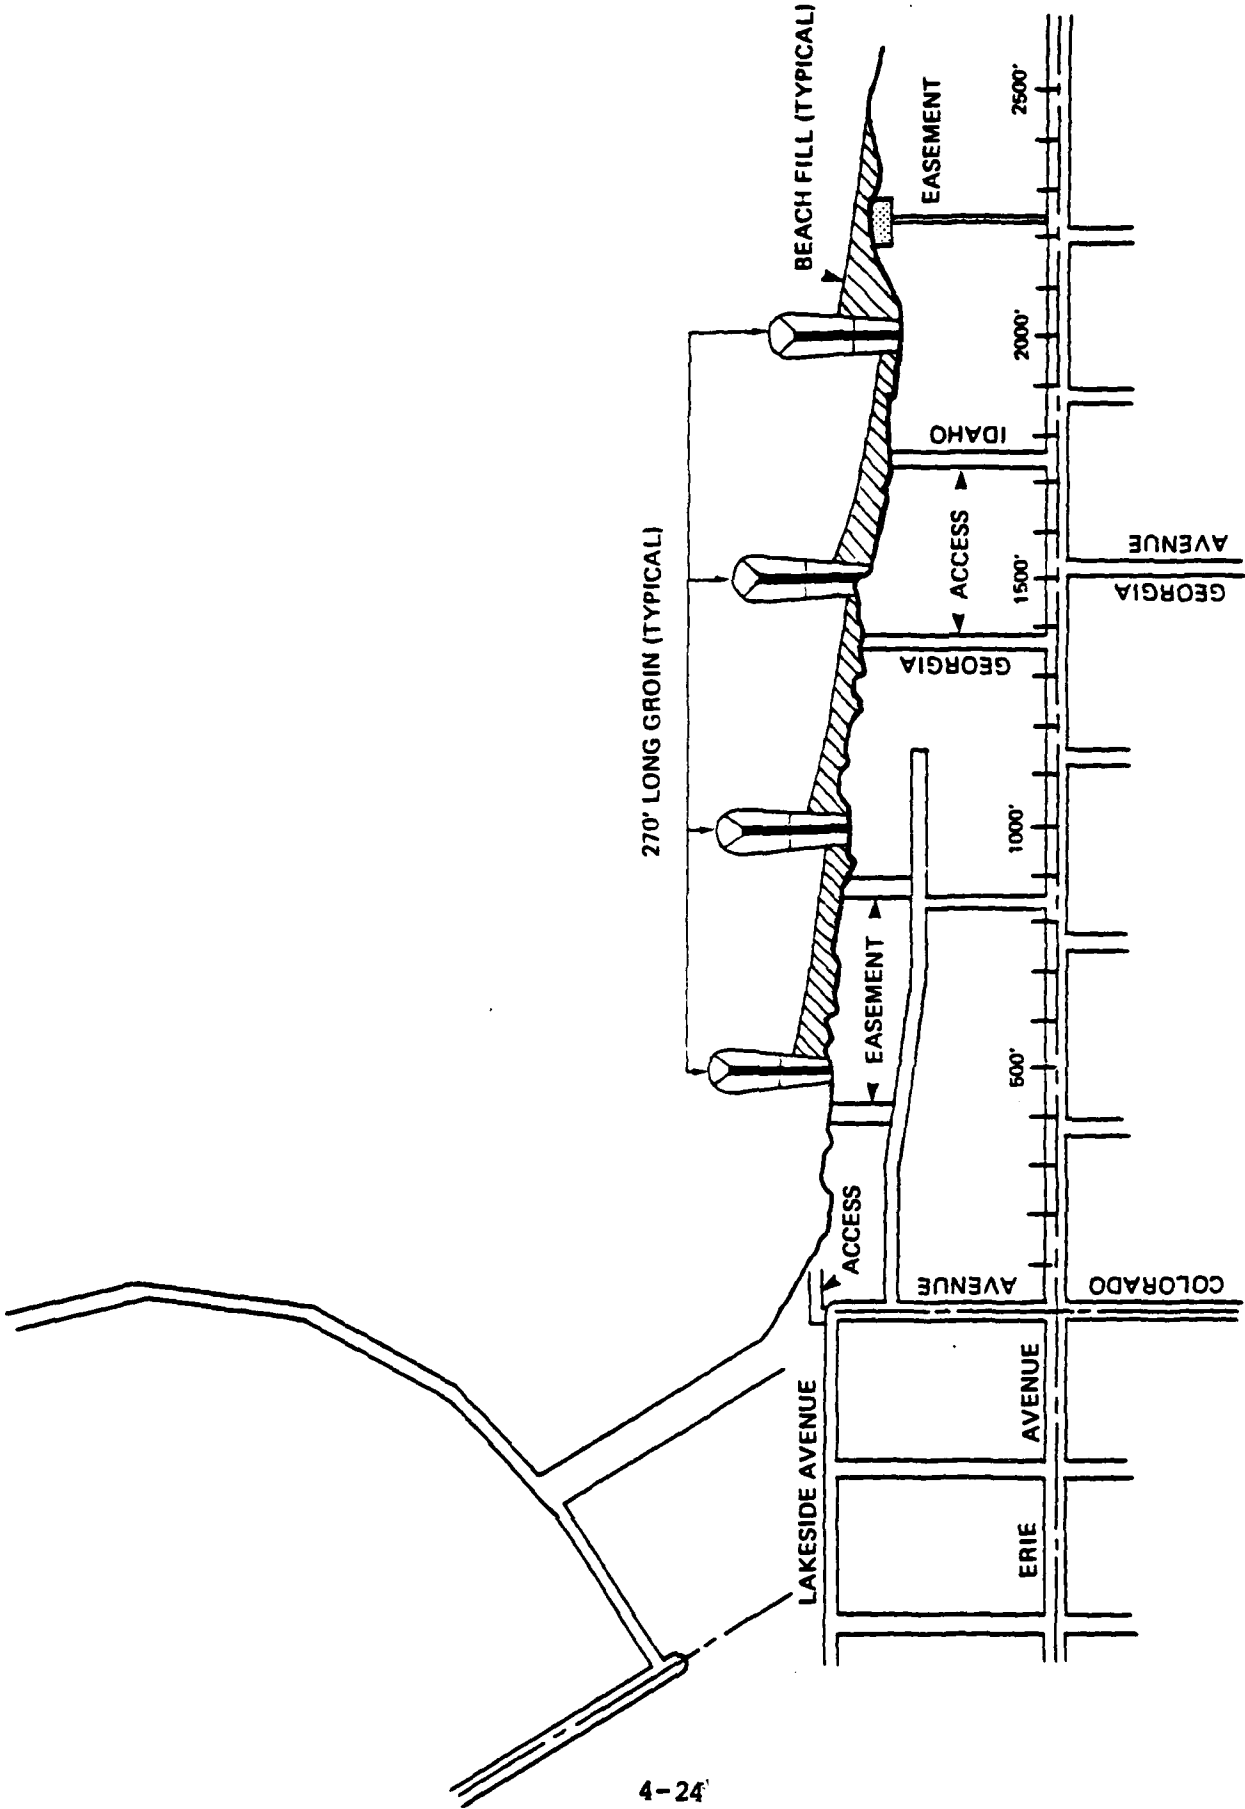 270' LONG GROIN (TYPICAL)
BEACH FILL (TYPICAL)
LAKESIDE AVENUE
ACCESS
EASEMENT
EASEMENT
GEORGIA
ACCESS
IDAHO
AVENUE
COLORADO
ERIE
AVENUE
500'
1000'
1500'
2000'
2500'
GEORGIA
AVENUE
4-24